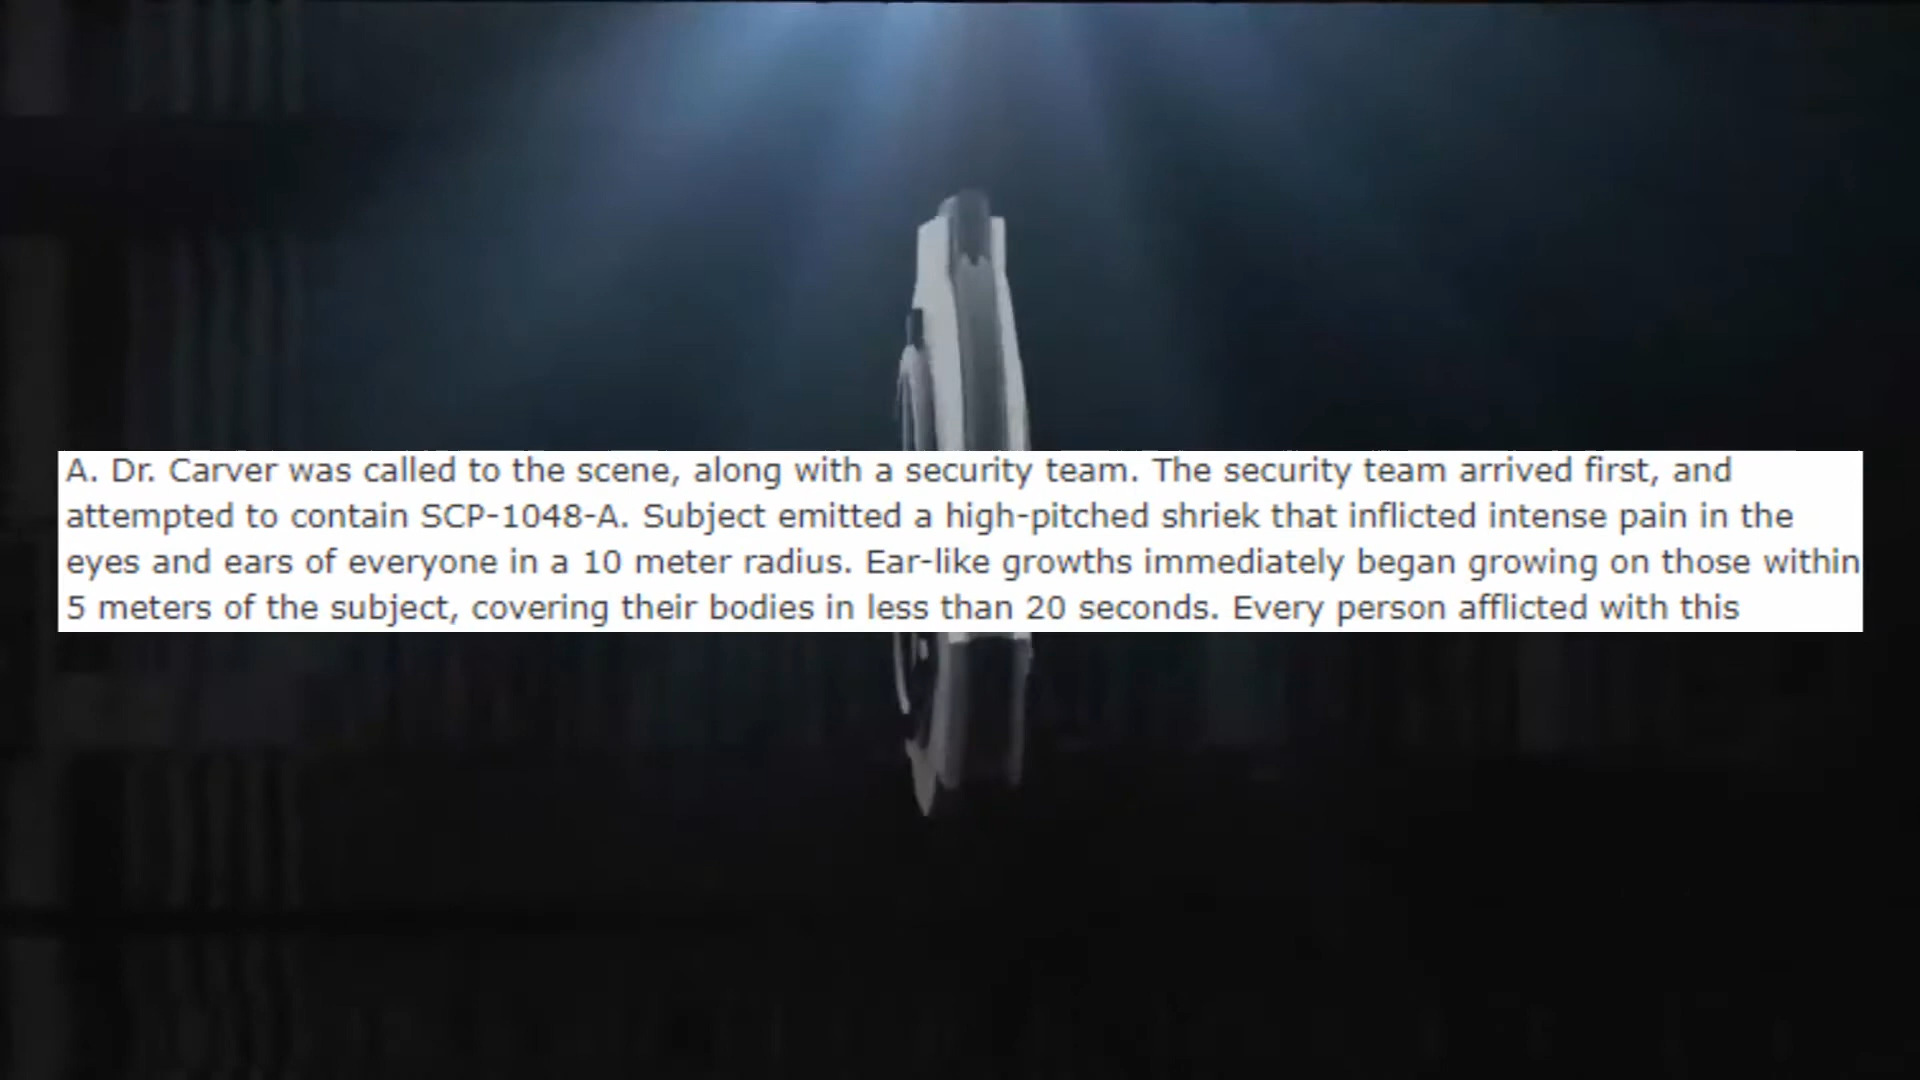 A. Dr. Carver was called to the scene, along with a security team. The security team arrived first, and
attempted to contain SCP-1048-A. Subject emitted a high-pitched shriek that inflicted intense pain in the
eyes and ears of everyone in a 10 meter radius. Ear-like growths immediately began growing on those within
5 meters of the subject, covering their bodies in less than 20 seconds. Every person afflicted with this